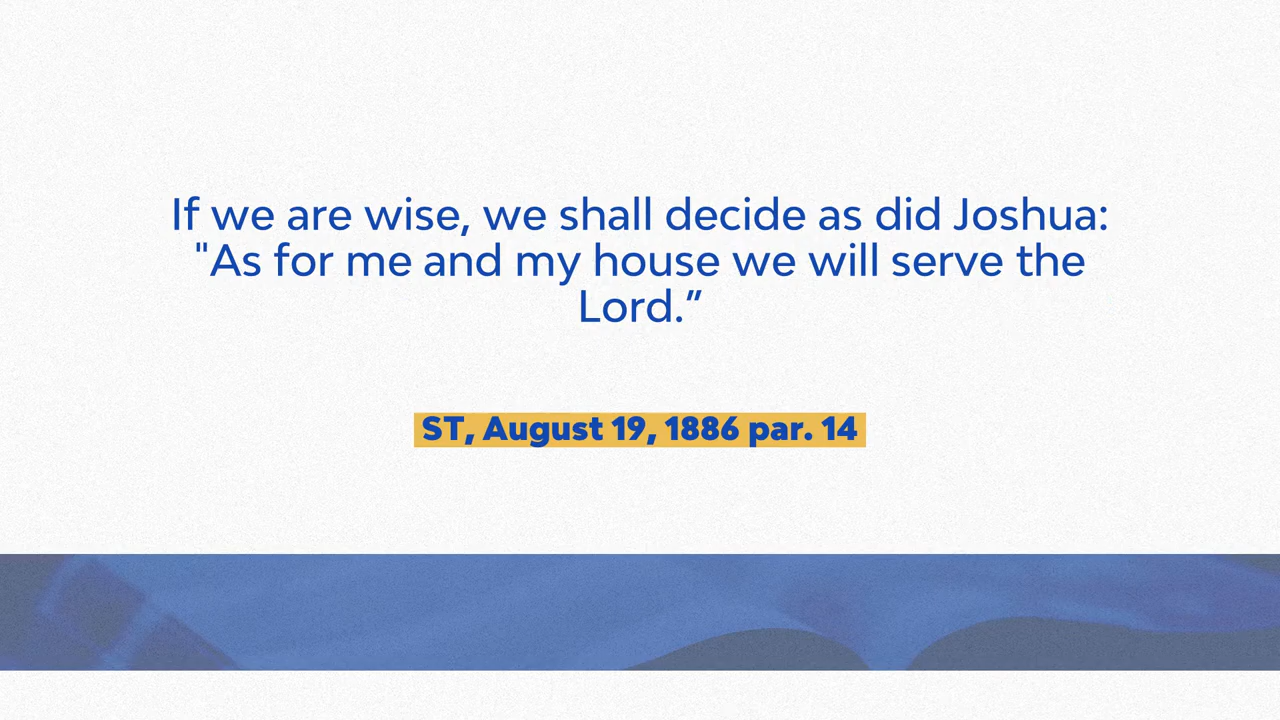 If we are wise, we shall decide as did Joshua:
"As for me and my house we will serve the
Lord.”
ST, August 19, 1886 par. 14